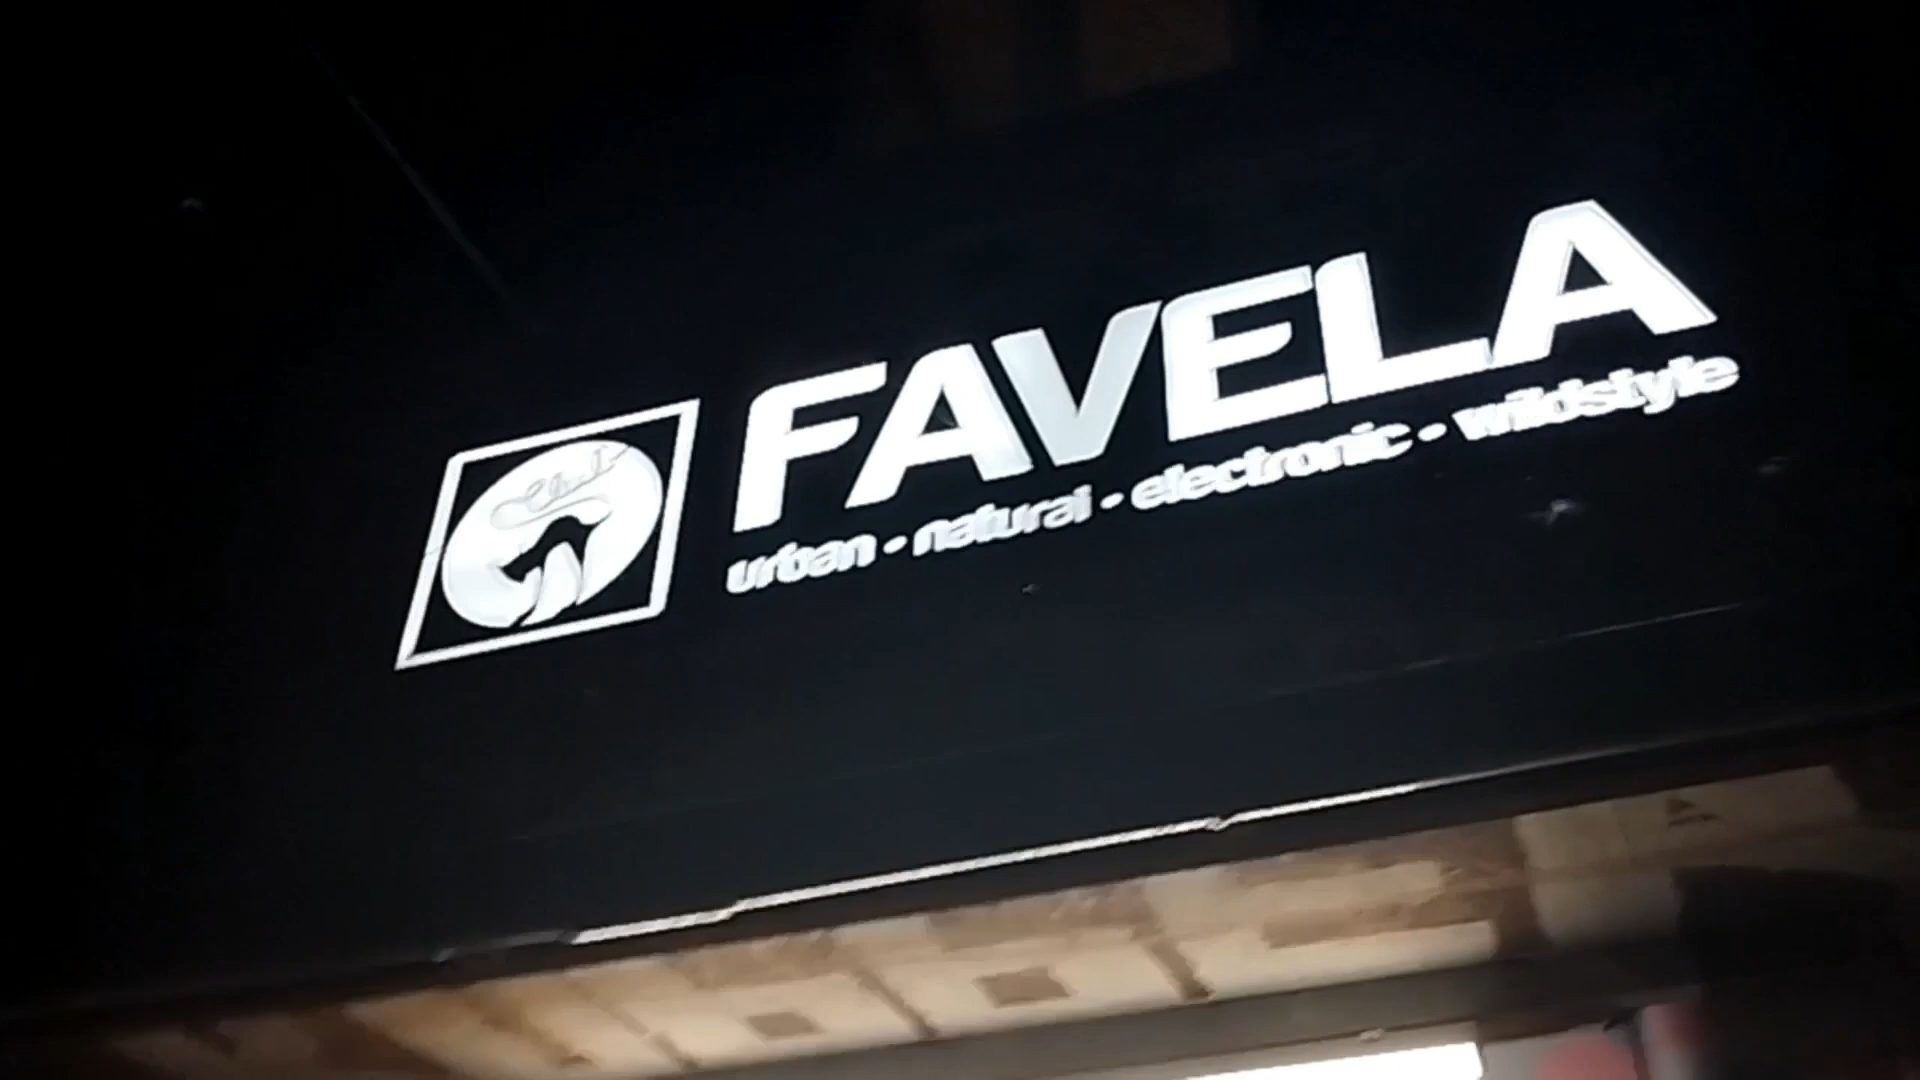 FAVELA
urban • natural • electronic • wildstyle